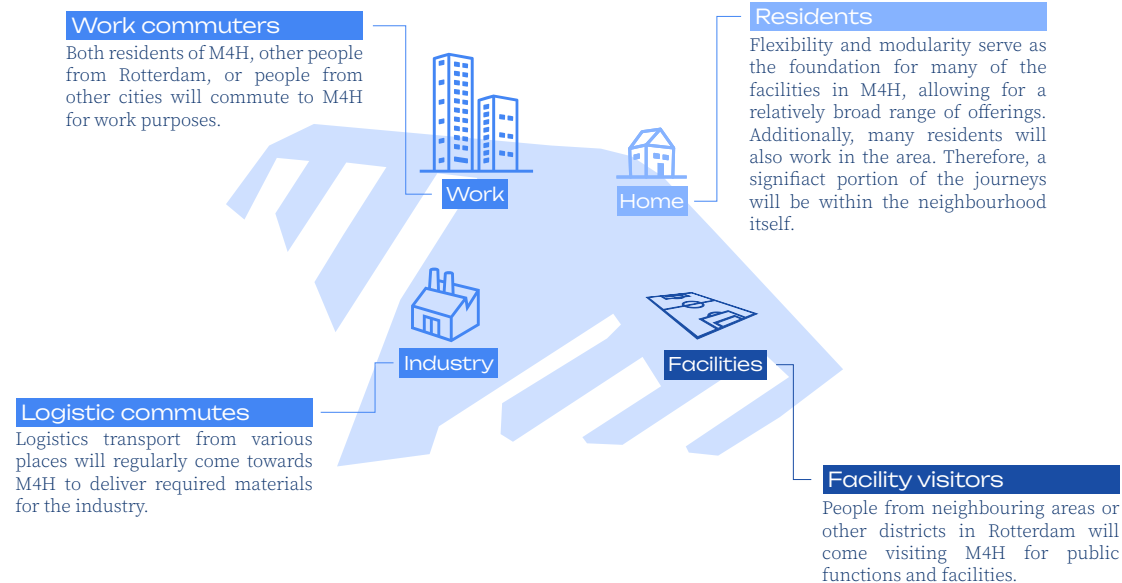 Work commuters
Both residents of M4H, other people
from Rotterdam, or people from
other cities will commute to M4H
for work purposes.
Residents
Flexibility and modularity serve as
the foundation for many of the
facilities in M4H, allowing for a
relatively broad range of offerings.
Additionally, many residents will
also work in the area. Therefore, a
signifiact portion of the journeys
will be within the neighbourhood
itself.
Work
Home
Industry
Facilities
Logistic commutes
Logistics transport from various
places will regularly come towards
M4H to deliver required materials
for the industry.
Facility visitors
People from neighbouring areas or
other districts in Rotterdam will
come visiting M4H for public
functions and facilities.